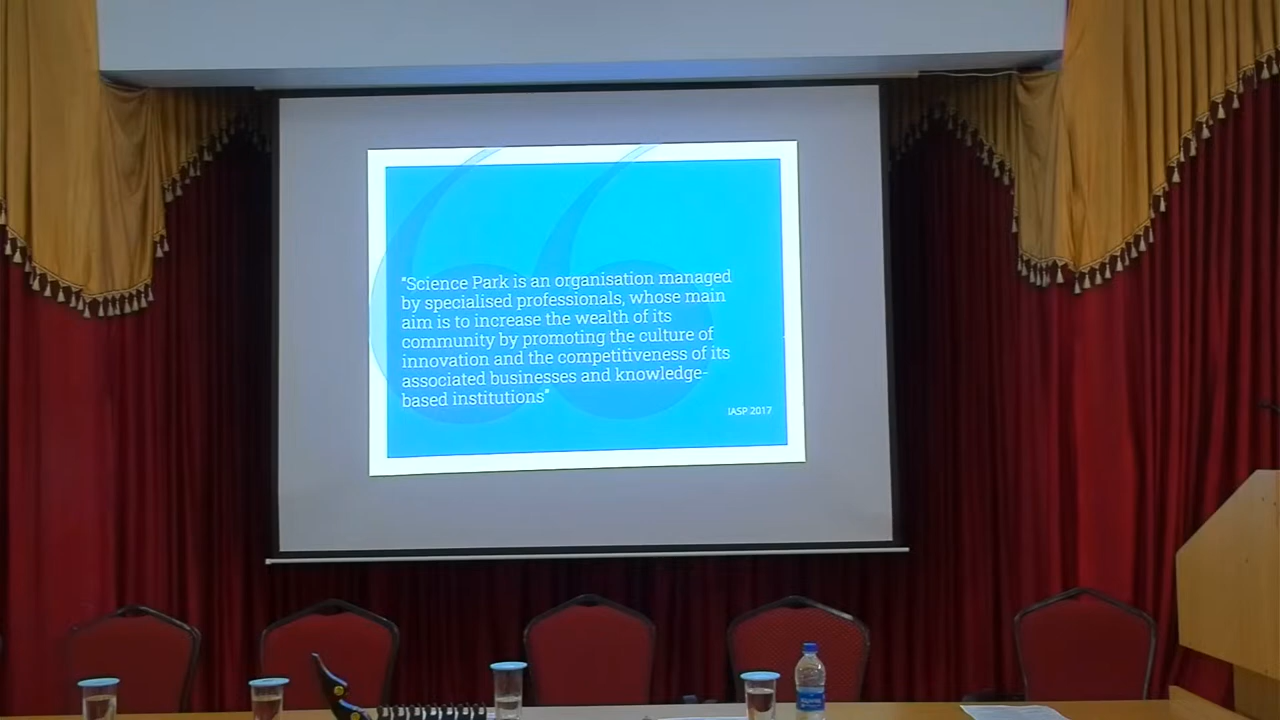 "Science Park is an organisation managed
by specialised professionals, whose main
aim is to increase the wealth of its
community by promoting the culture of
innovation and the competitiveness of its
associated businesses and knowledge-
based institutions"
IASP 2017